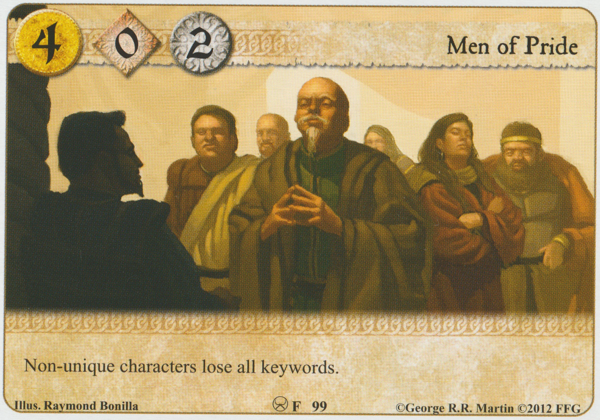 4 0 2 Men of Pride
Non-unique characters lose all keywords.
Illus. Raymond Bonilla F 99 ©George R.R. Martin ©2012 FFG